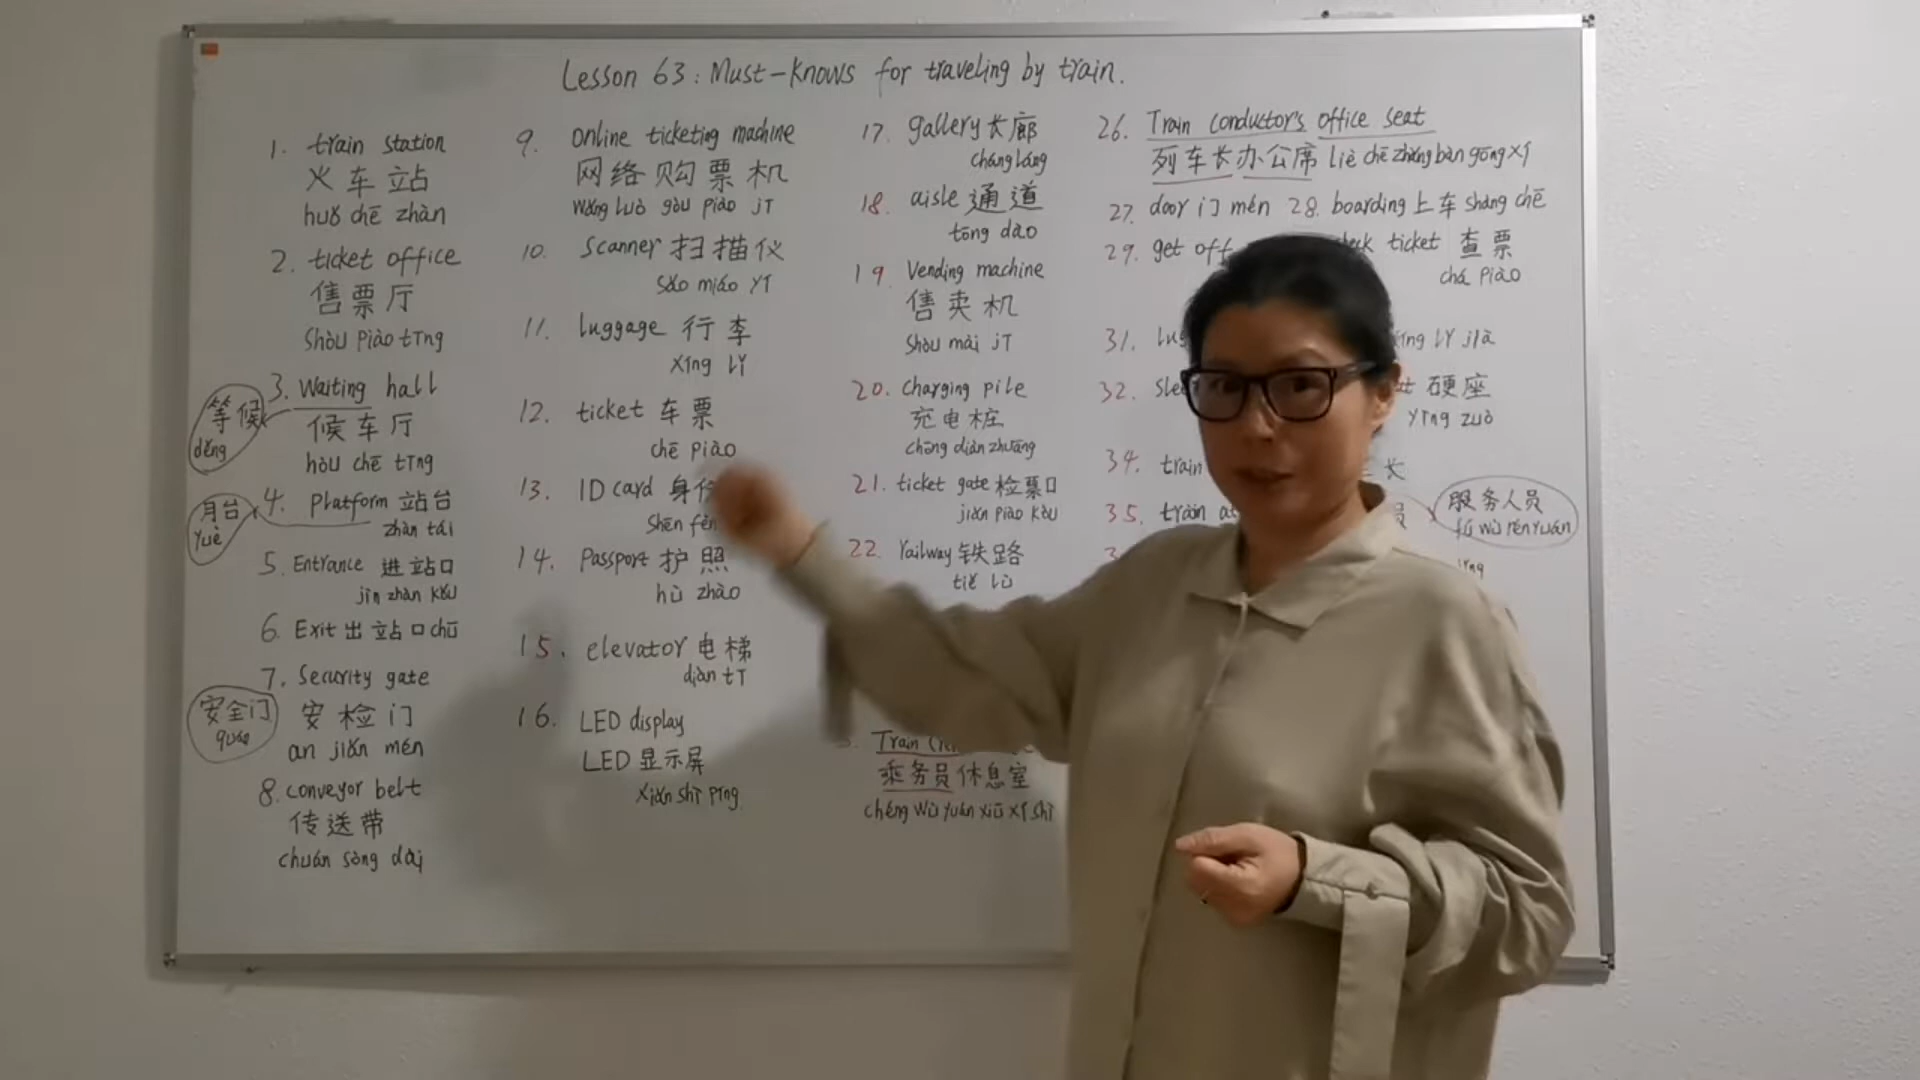 Lesson 63: Must-Knows for traveling by train.
1. train station
火车站
huǒ chē zhàn
2. ticket office
售票厅
shòu piào tīng
3. Waiting hall
等候
děng
候车厅
hòu chē tīng
4. Platform 站台
月台
yuè
zhàn tái
5. Entrance 进站口
jìn zhàn kǒu
6. Exit 出站口 chū
7. Security gate
安全门
quán
安检门
an jiǎn mén
8. conveyor belt
传送带
chuán sòng dài
9. Online ticketing machine
网络购票机
wǎng luò gòu piào jī
10. Scanner 扫描仪
sǎo miáo yí
11. luggage 行李
xíng lǐ
12. ticket 车票
chē piào
13. ID card 身
shēn fèn
14. Passport 护照
hù zhào
15. elevator 电梯
diàn tī
16. LED display
LED 显示屏
xiǎn shì píng
17. gallery 长廊
cháng láng
18. aisle 通道
tōng dào
19. Vending machine
售卖机
shòu mài jī
20. Charging pile
充电桩
chōng diàn zhuāng
21. ticket gate 检票口
jiǎn piào kǒu
22. railway 铁路
tiě lù
Train
乘务员休息室
chéng wù yuán xiū xī shì
26. Train conductor's office seat
列车长办公席 liè chē zhǎng bàn gōng xí
27. door 门 mén 28. boarding 上车 shàng chē
29. get off ticket 查票
chá piào
31. xíng lǐ jià
32. 硬座
yìng zuò
34. train 长
35. train 员
服务人员
fú wù rén yuán